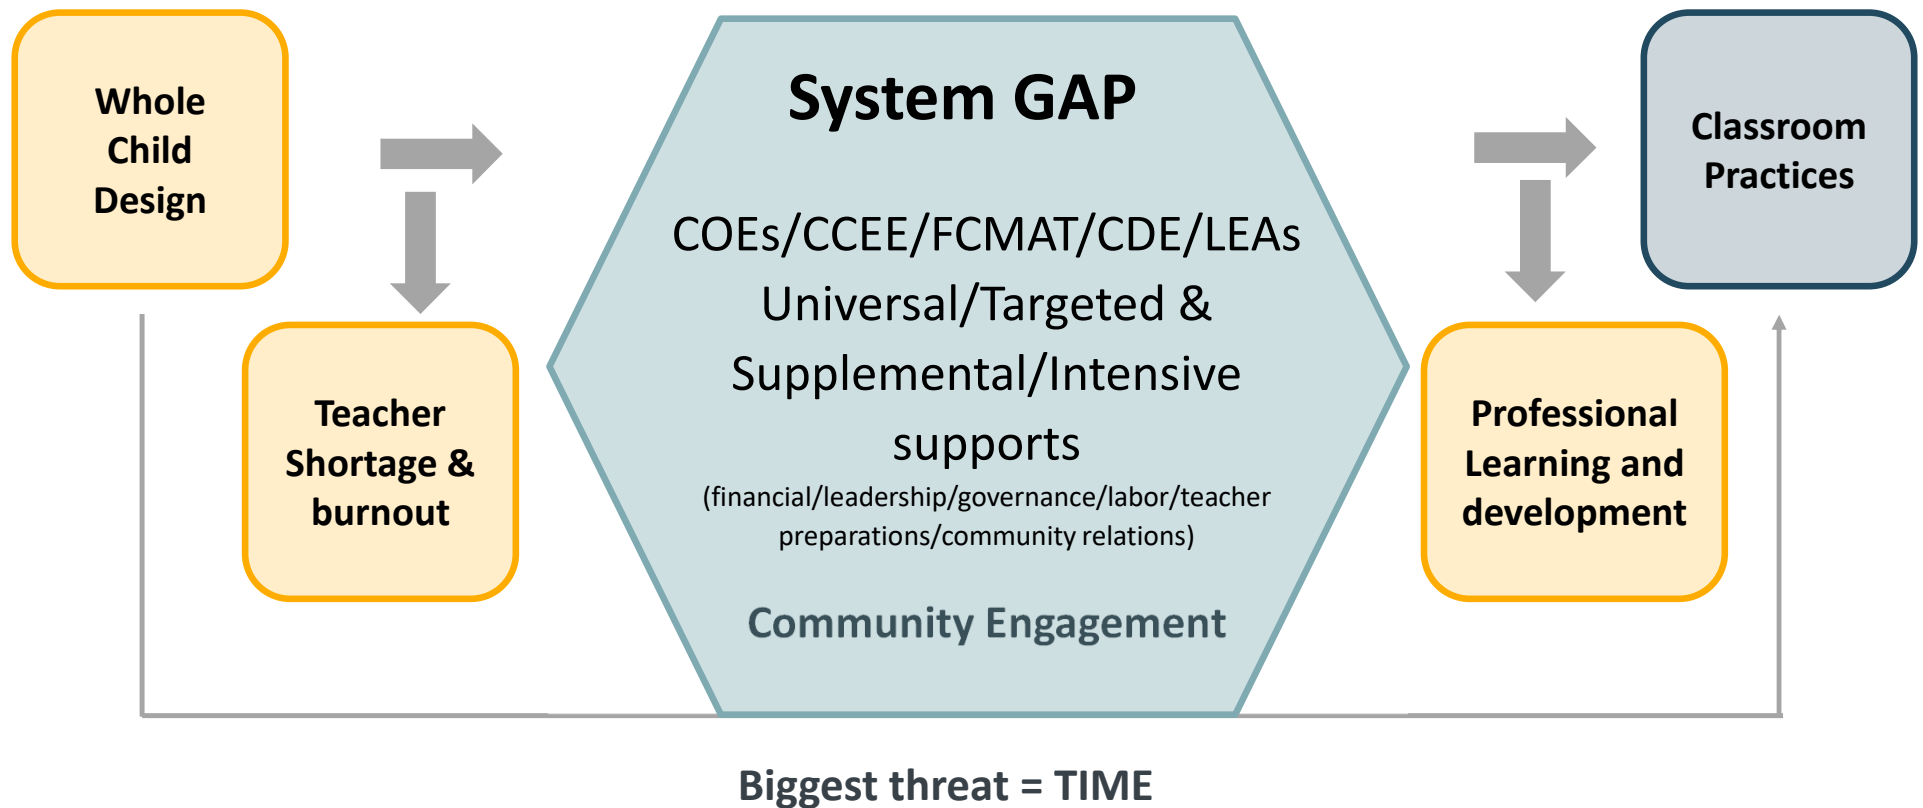 Whole
Child
Design
Teacher
Shortage &
burnout
System GAP
COEs/CCEE/FCMAT/CDE/LEAs
Universal/Targeted &
Supplemental/Intensive
supports
(financial/leadership/governance/labor/teacher
preparations/community relations)
Community Engagement
Classroom
Practices
Professional
Learning and
development
Biggest threat = TIME